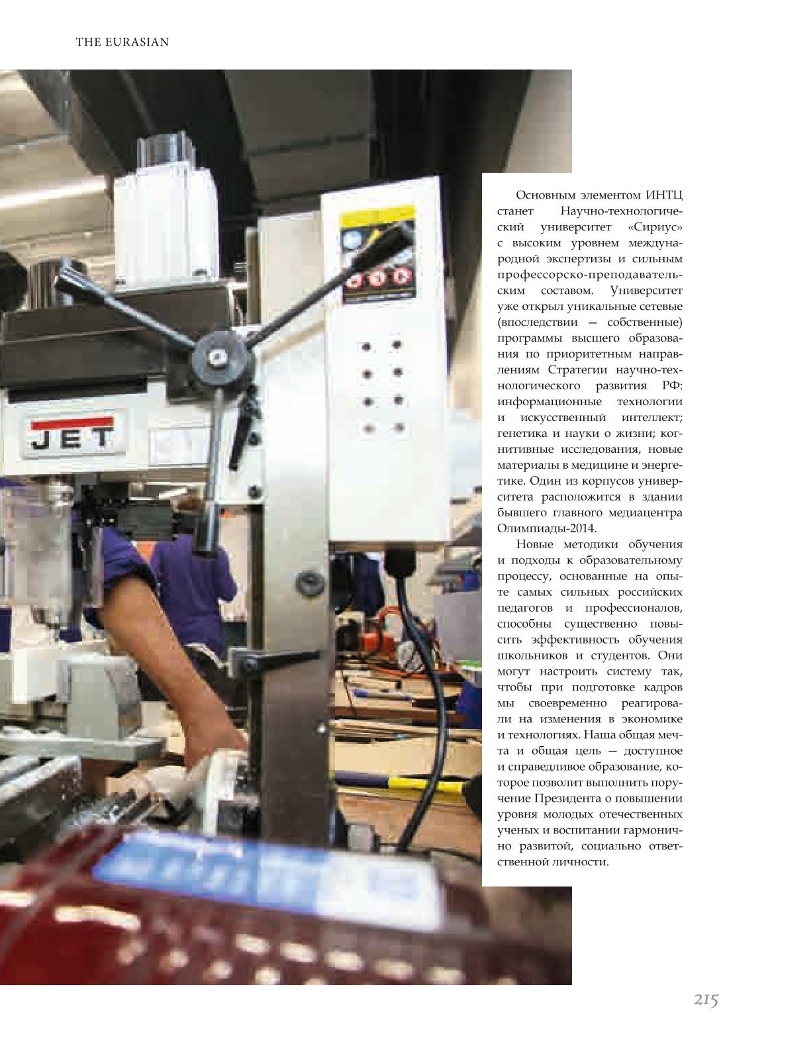 THE EURASIAN
JET
Основным элементом ИНТЦ
станет Научно-технологиче-
ский университет «Сириус»
с высоким уровнем междуна-
родной экспертизы и сильным
профессорско-преподаватель-
ским составом. Университет
уже открыл уникальные сетевые
(впоследствии — собственные)
программы высшего образова-
ния по приоритетным направ-
лениям Стратегии научно-тех-
нологического развития РФ:
информационные технологии
и искусственный интеллект;
генетика и науки о жизни; ког-
нитивные исследования, новые
материалы в медицине и энерге-
тике. Один из корпусов универ-
ситета расположится в здании
бывшего главного медиацентра
Олимпиады-2014.
Новые методики обучения
и подходы к образовательному
процессу, основанные на опы-
те самых сильных российских
педагогов и профессионалов,
способны существенно повы-
сить эффективность обучения
школьников и студентов. Они
могут настроить систему так,
чтобы при подготовке кадров
мы своевременно реагирова-
ли на изменения в экономике
и технологиях. Наша общая меч-
та и общая цель — доступное
и справедливое образование, ко-
торое позволит выполнить пору-
чение Президента о повышении
уровня молодых отечественных
ученых и воспитании гармонич-
но развитой, социально ответ-
ственной личности.
215